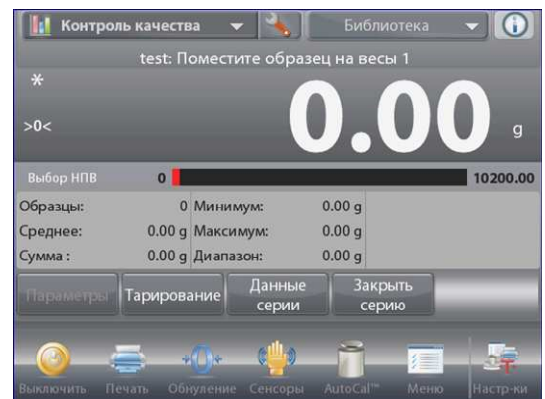 Контроль качества Библиотека
test: Поместите образец на весы 1
*
>0<
0.00 g
Выбор НПВ 0 10200.00
Образцы: 0 Минимум: 0.00 g
Среднее: 0.00 g Максимум: 0.00 g
Сумма : 0.00 g Диапазон: 0.00 g
Параметры Тарирование Данные серии Закрыть серию
Выключить Печать Обнуление Сенсоры AutoCal™ Меню Настр-ки